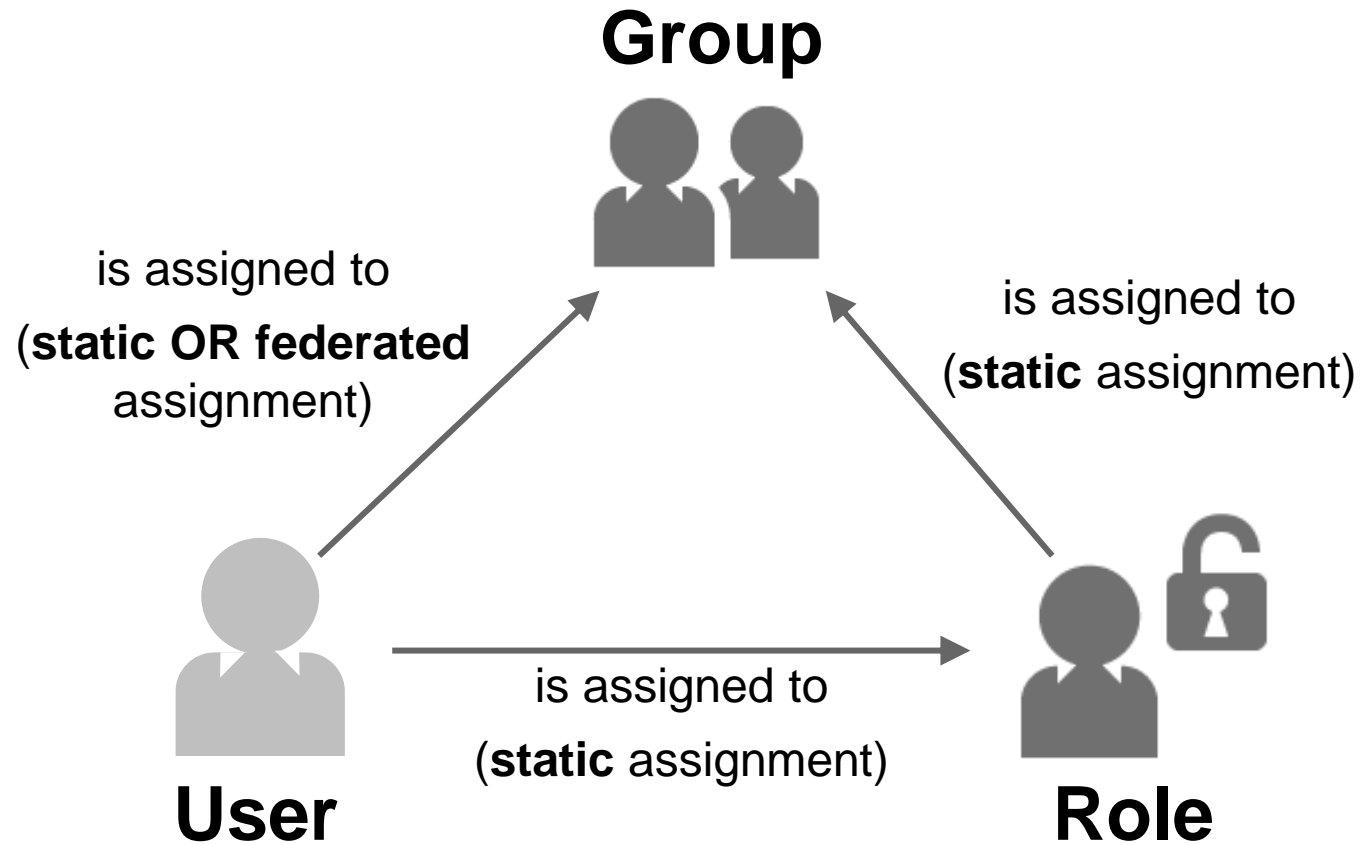 Group
is assigned to
(static OR federated
assignment)
is assigned to
(static assignment)
is assigned to
(static assignment)
User
Role